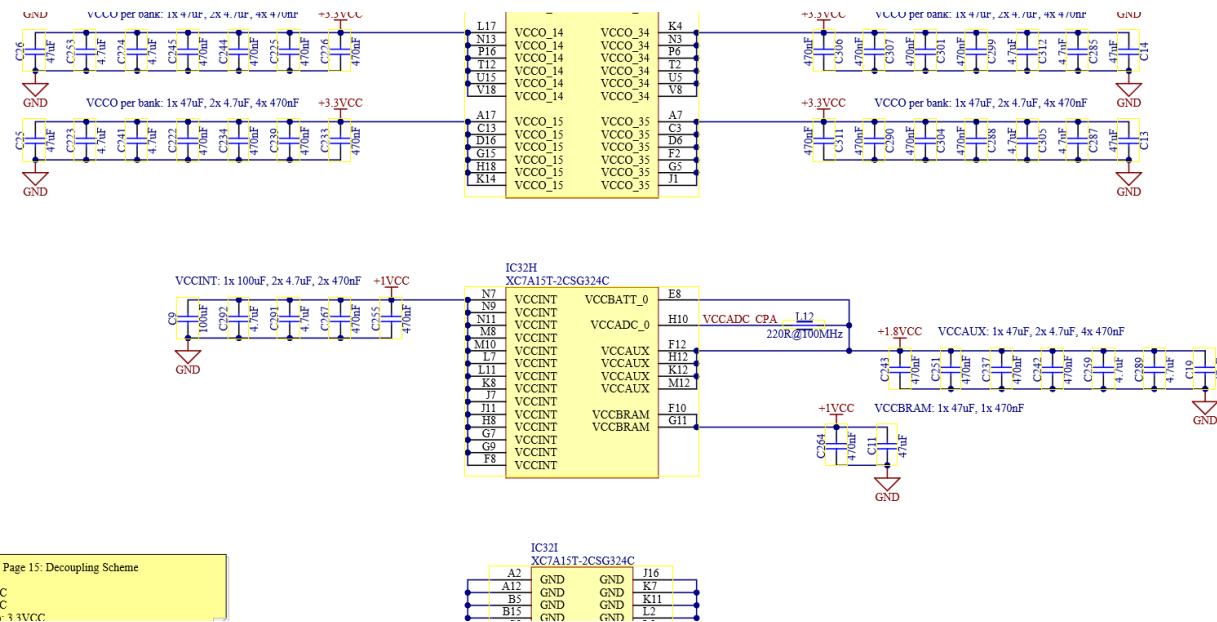 VCCO per bank: 1x 47uF, 2x 4.7uF, 4x 470nF
+3.3VCC
GND
C26 47uF
C253 4.7uF
C224 4.7uF
C245 470nF
C244 470nF
C225 470nF
C226 470nF
GND
L17 VCCO_14
N13 VCCO_14
P16 VCCO_14
T12 VCCO_14
U15 VCCO_14
V18 VCCO_14
VCCO_34 K4
VCCO_34 N3
VCCO_34 P6
VCCO_34 T2
VCCO_34 U5
VCCO_34 V8
+3.3VCC
VCCO per bank: 1x 47uF, 2x 4.7uF, 4x 470nF
GND
470nF C306
470nF C307
470nF C301
470nF C299
4.7uF C312
4.7uF C285
47uF C14
GND
VCCO per bank: 1x 47uF, 2x 4.7uF, 4x 470nF
+3.3VCC
C25 47uF
C223 4.7uF
C241 4.7uF
C222 470nF
C234 470nF
C239 470nF
C233 470nF
GND
A17 VCCO_15
C13 VCCO_15
D16 VCCO_15
G15 VCCO_15
H18 VCCO_15
K14 VCCO_15
VCCO_35 A7
VCCO_35 C3
VCCO_35 D6
VCCO_35 F2
VCCO_35 G5
VCCO_35 J1
+3.3VCC
VCCO per bank: 1x 47uF, 2x 4.7uF, 4x 470nF
470nF C311
470nF C290
470nF C304
470nF C288
4.7uF C305
4.7uF C287
47uF C13
GND
VCCINT: 1x 100uF, 2x 4.7uF, 2x 470nF
+1VCC
C9 100uF
C292 4.7uF
C291 4.7uF
C267 470nF
C255 470nF
GND
IC32H
XC7A15T-2CSG324C
N7 VCCINT
N9 VCCINT
N11 VCCINT
M8 VCCINT
M10 VCCINT
L7 VCCINT
L11 VCCINT
K8 VCCINT
J7 VCCINT
J11 VCCINT
H8 VCCINT
G7 VCCINT
G9 VCCINT
F8 VCCINT
VCCBATT_0 E8
VCCADC_0 H10
VCCAUX F12
VCCAUX H12
VCCAUX K12
VCCAUX M12
VCCBRAM F10
VCCBRAM G11
VCCADC_CPA
L12
220R@100MHz
+1.8VCC
VCCAUX: 1x 47uF, 2x 4.7uF, 4x 470nF
C243 470nF
C251 470nF
C237 470nF
C242 470nF
C259 4.7uF
C289 4.7uF
C19
GND
+1VCC
VCCBRAM: 1x 47uF, 1x 470nF
C264 470nF
C11 47uF
GND
IC32I
XC7A15T-2CSG324C
A2 GND
A12 GND
B5 GND
B15 GND
GND J16
GND K7
GND K11
GND L2
Page 15: Decoupling Scheme
C
C
: 3.3VCC